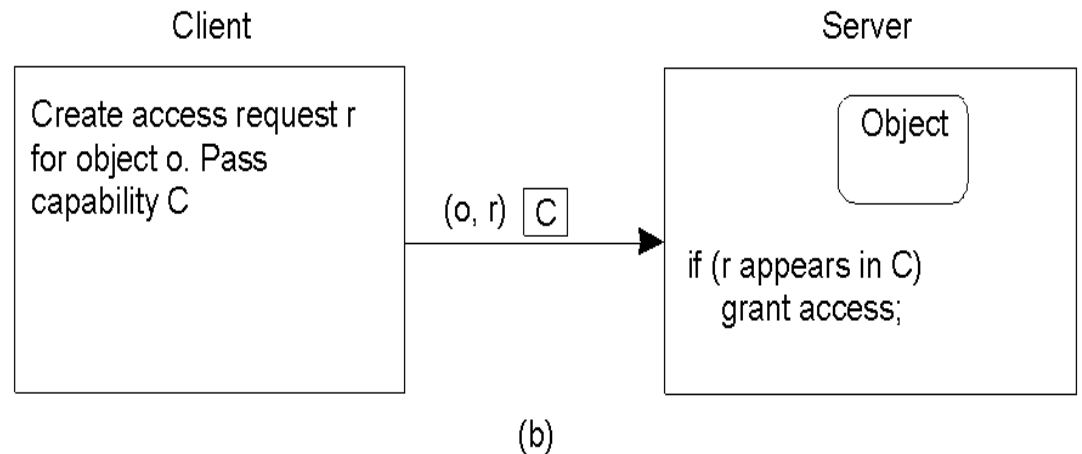 Client
Server
Create access request r
for object o. Pass
capability C
(o, r) C
Object
if (r appears in C)
grant access;
(b)